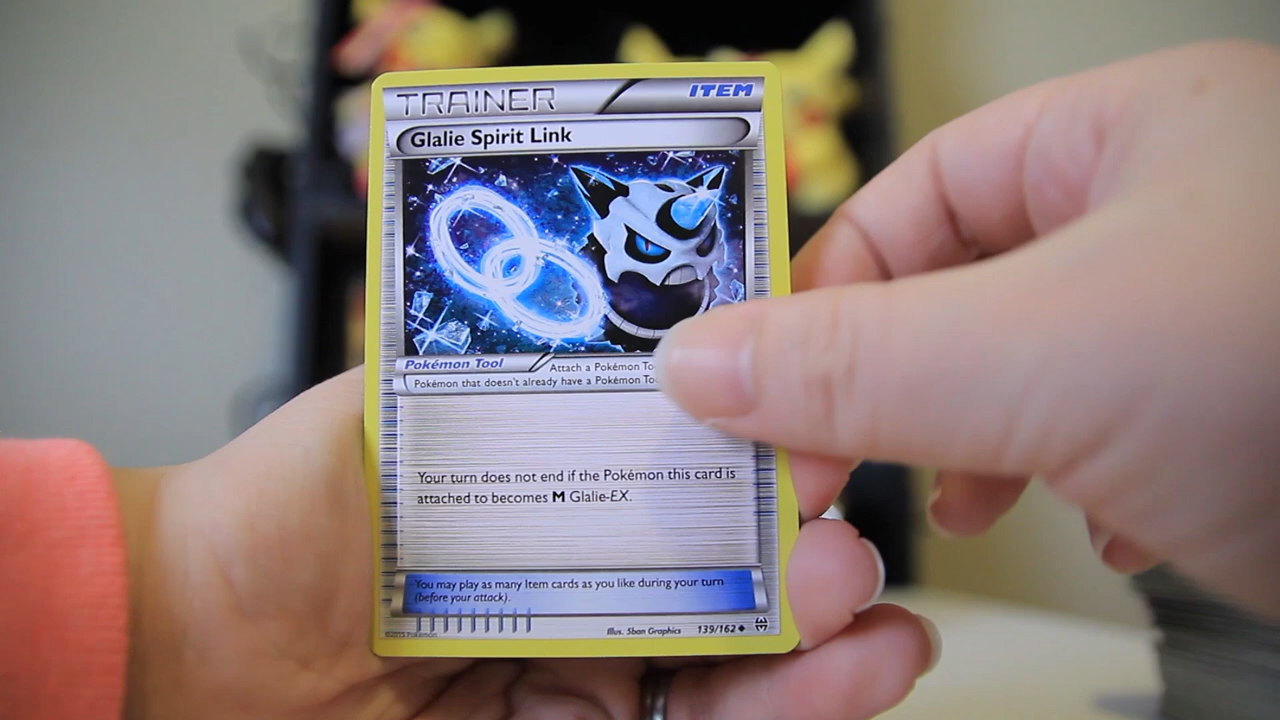 TRAINER ITEM
Glalie Spirit Link
Pokémon Tool
Attach a Pokémon
Pokémon that doesn't already have a Pokémon
Your turn does not end if the Pokémon this card is
attached to becomes M Glalie-EX.
You may play as many Item cards as you like during your turn
(before your attack).
©2015 Pokémon Illus. 5ban Graphics 139/162